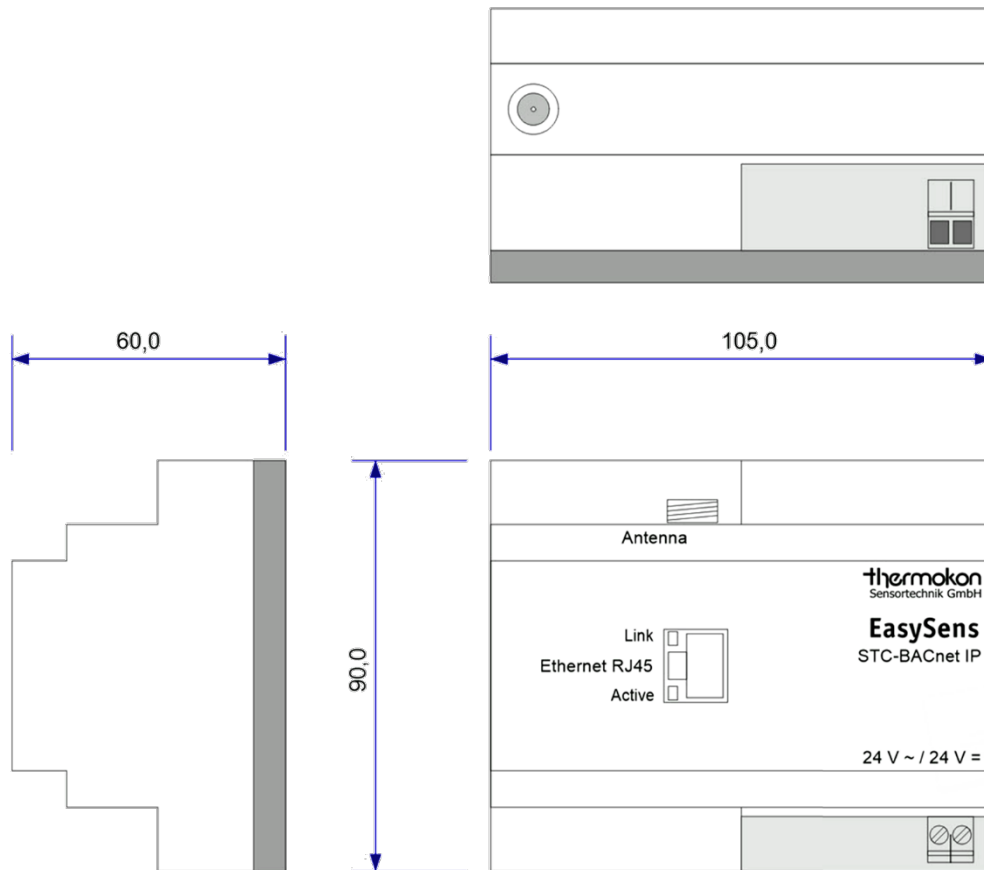 60,0
105,0
90,0
Antenna
thermokon
Sensortechnik GmbH
EasySens
STC-BACnet IP
Link
Ethernet RJ45
Active
24 V ~ / 24 V =